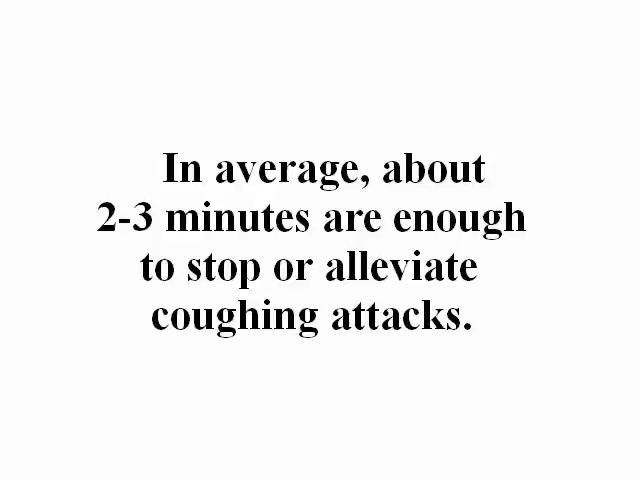 In average, about
2-3 minutes are enough
to stop or alleviate
coughing attacks.